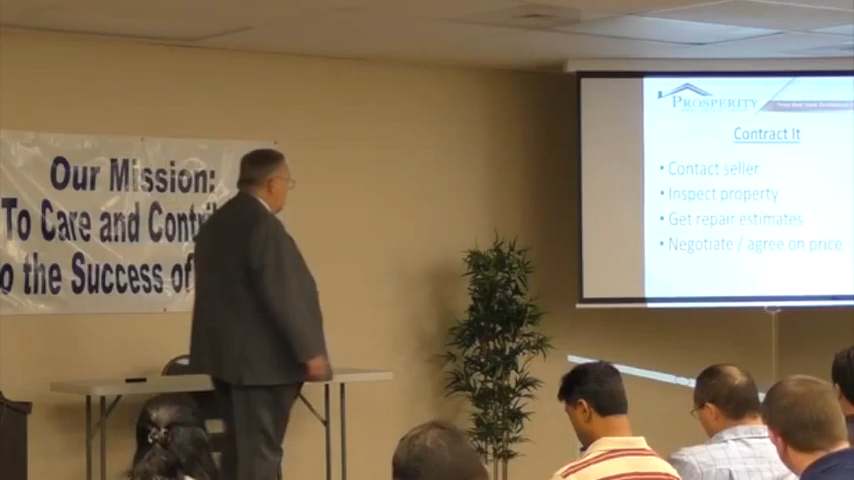 Our Mission:
To Care and Contri
o the Success of
PROSPERITY
Contract It
• Contact seller
• Inspect property
• Get repair estimates
• Negotiate / agree on price